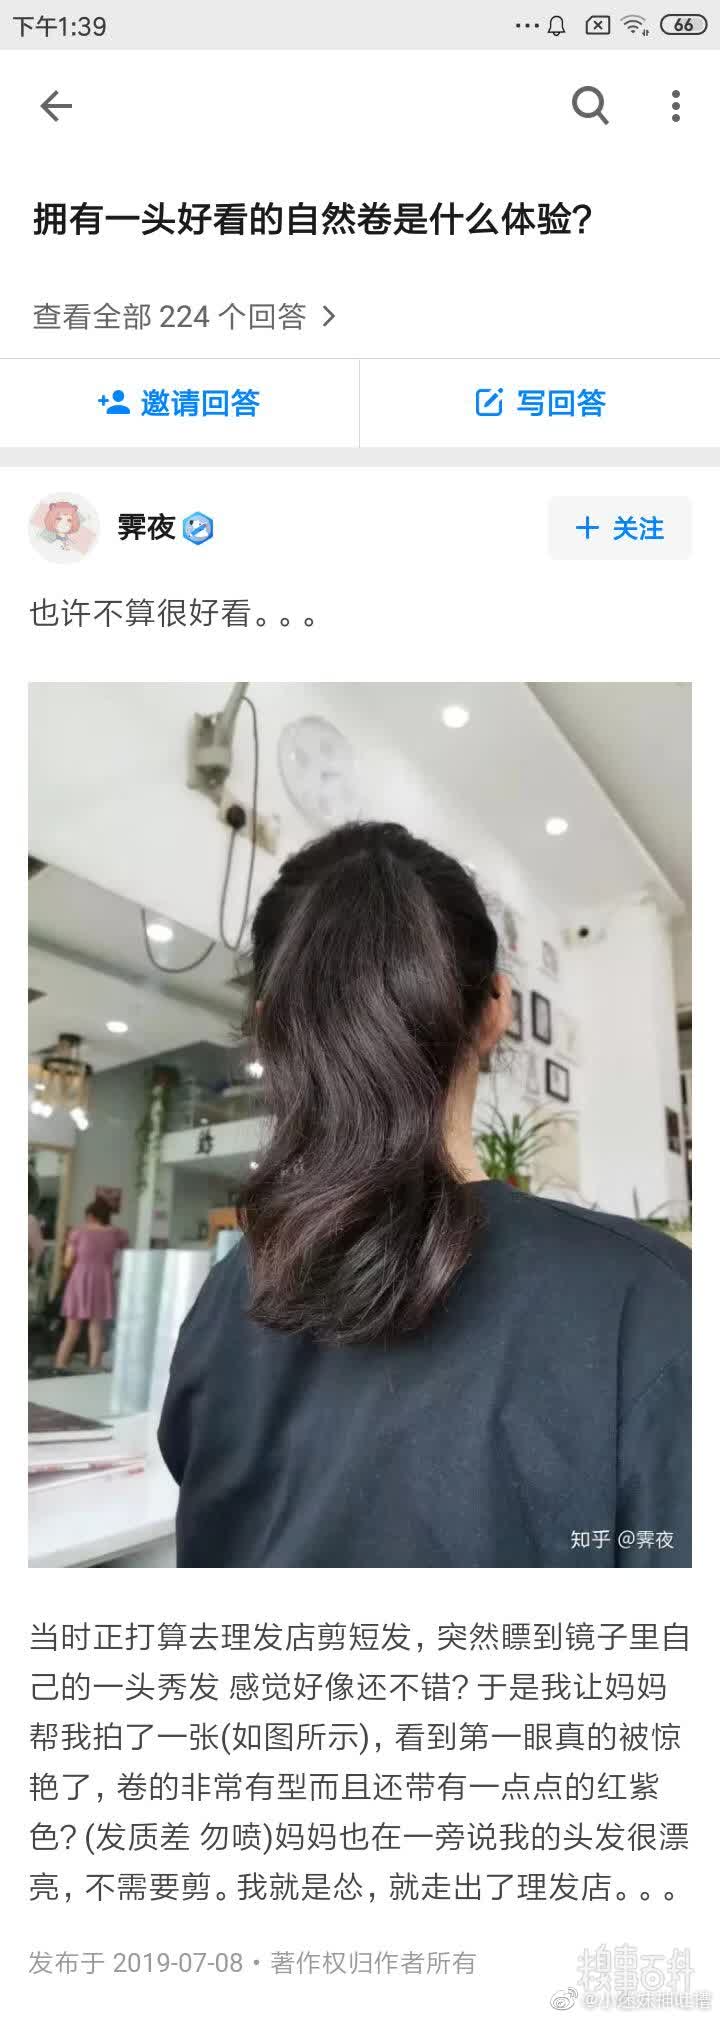 下午1:39
66
拥有一头好看的自然卷是什么体验?
查看全部 224 个回答
邀请回答
写回答
霁夜
+ 关注
也许不算很好看。。。
知乎 @霁夜
当时正打算去理发店剪短发，突然瞟到镜子里自
己的一头秀发 感觉好像还不错? 于是我让妈妈
帮我拍了一张(如图所示)，看到第一眼真的被惊
艳了，卷的非常有型而且还带有一点点的红紫
色? (发质差 勿喷)妈妈也在一旁说我的头发很漂
亮，不需要剪。我就是怂，就走出了理发店。。。
发布于 2019-07-08 · 著作权归作者所有